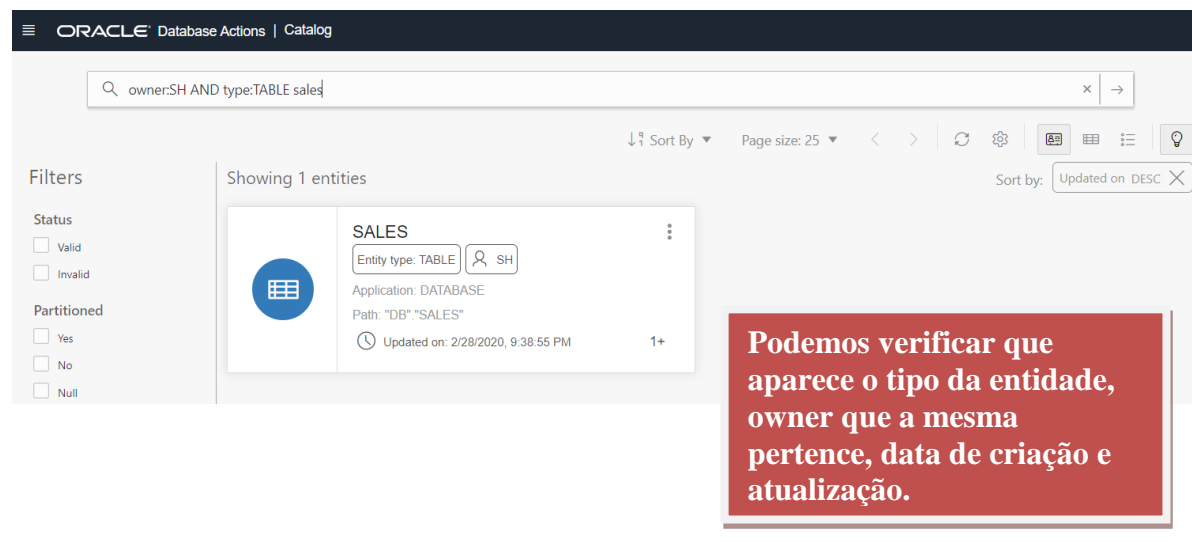 ORACLE Database Actions | Catalog
owner:SH AND type:TABLE sales
Sort By
Page size: 25
Filters
Showing 1 entities
Sort by: Updated on DESC
Status
Valid
Invalid
Partitioned
Yes
No
Null
SALES
Entity type: TABLE SH
Application: DATABASE
Path: "DB"."SALES"
Updated on: 2/28/2020, 9:38:55 PM 1+
Podemos verificar que
aparece o tipo da entidade,
owner que a mesma
pertence, data de criação e
atualização.